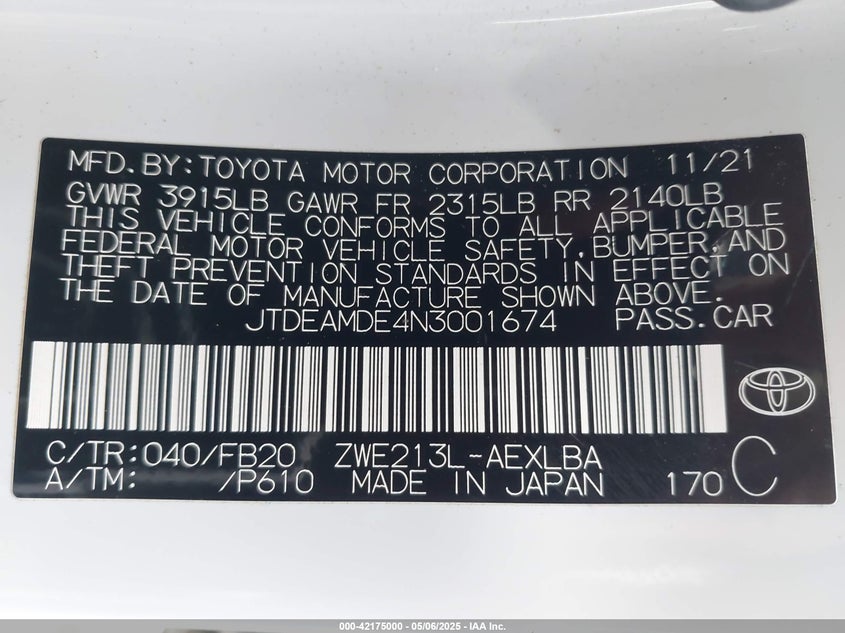 MFD.BY:TOYOTA MOTOR CORPORATION 11/21
GVWR 3915LB GAWR FR 2315LB RR 2140LB
THIS VEHICLE CONFORMS TO ALL APPLICABLE
FEDERAL MOTOR VEHICLE SAFETY,BUMPER,AND
THEFT PREVENTION STANDARDS IN EFFECT ON
THE DATE OF MANUFACTURE SHOWN ABOVE.
JTDEAMDE4N3001674 PASS.CAR
C/TR:040/FB20 ZWE213L-AEXLBA C
A/TM: /P610 MADE IN JAPAN 170
000-42175000 - 05/06/2025 - IAA Inc.